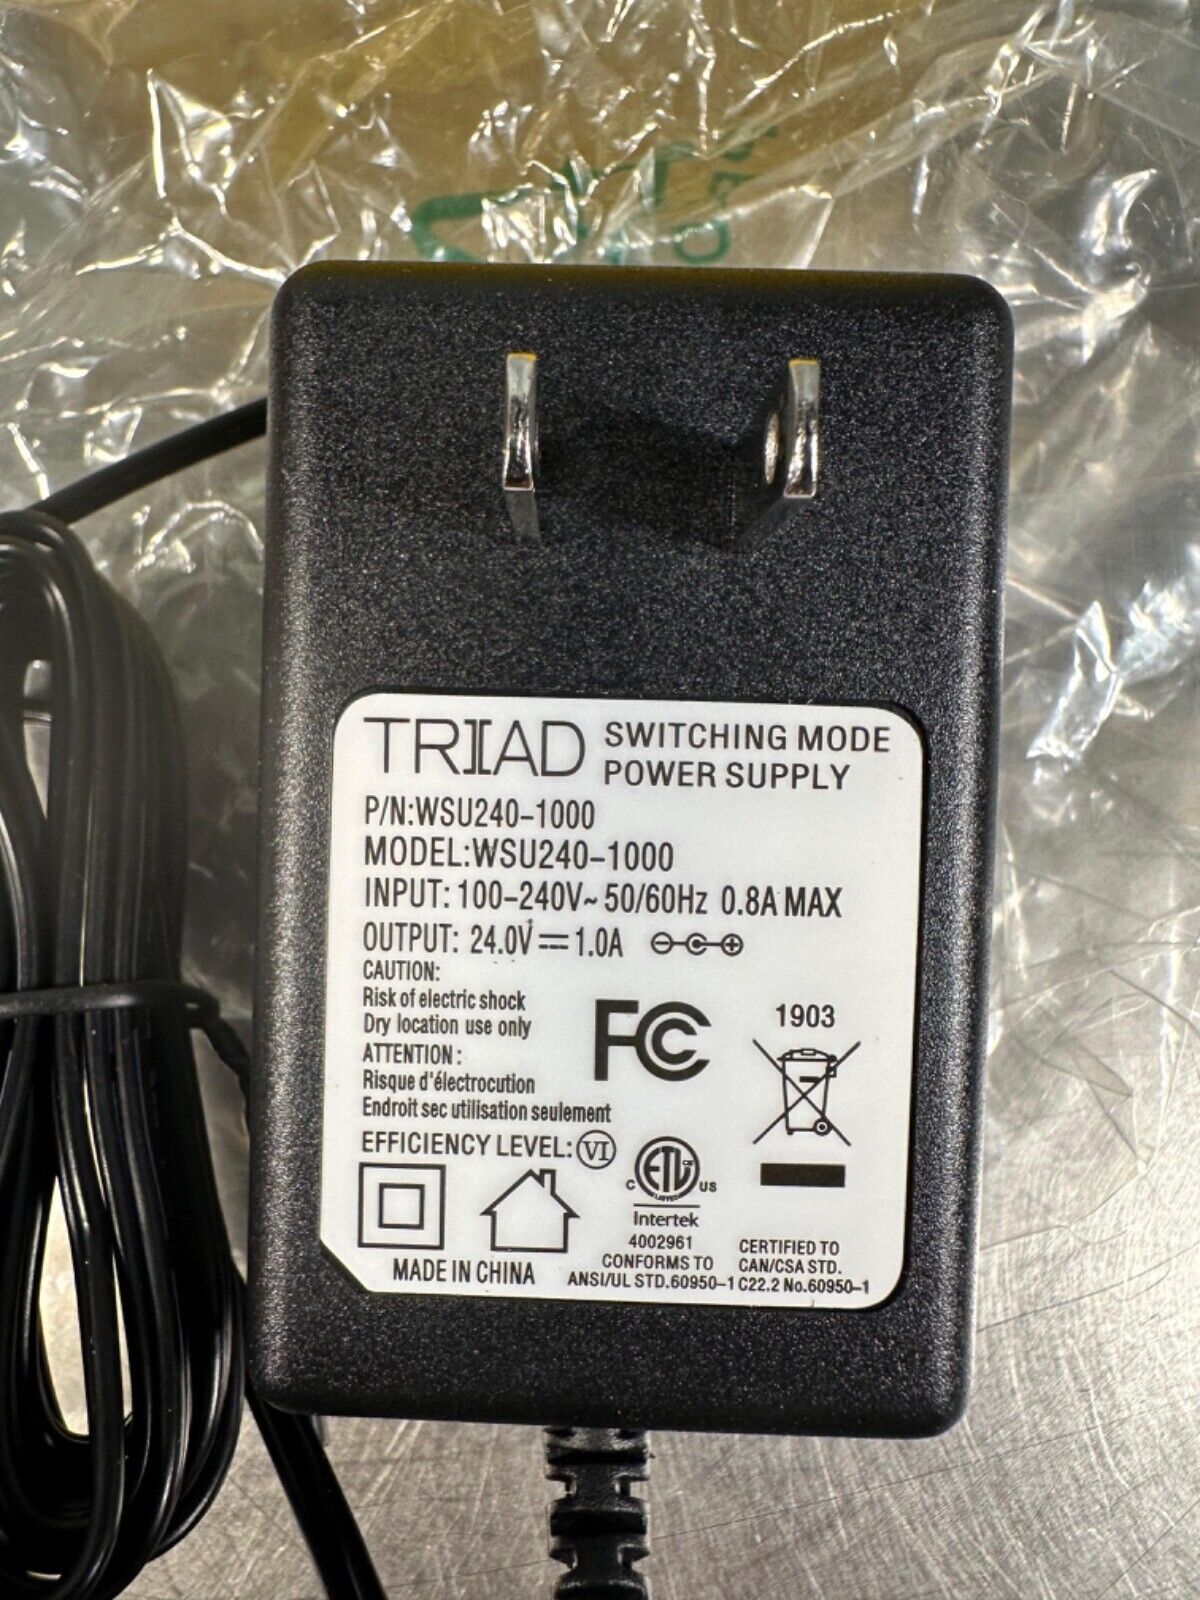 TRIAD SWITCHING MODE
POWER SUPPLY
P/N:WSU240-1000
MODEL:WSU240-1000
INPUT: 100-240V~ 50/60Hz 0.8A MAX
OUTPUT: 24.0V⎓1.0A
CAUTION:
Risk of electric shock
Dry location use only
ATTENTION:
Risque d'électrocution
Endroit sec utilisation seulement
EFFICIENCY LEVEL: VI
FC
1903
C ETL US
LISTED
Intertek
4002961
CONFORMS TO
ANSI/UL STD.60950-1
CERTIFIED TO
CAN/CSA STD.
C22.2 No.60950-1
MADE IN CHINA